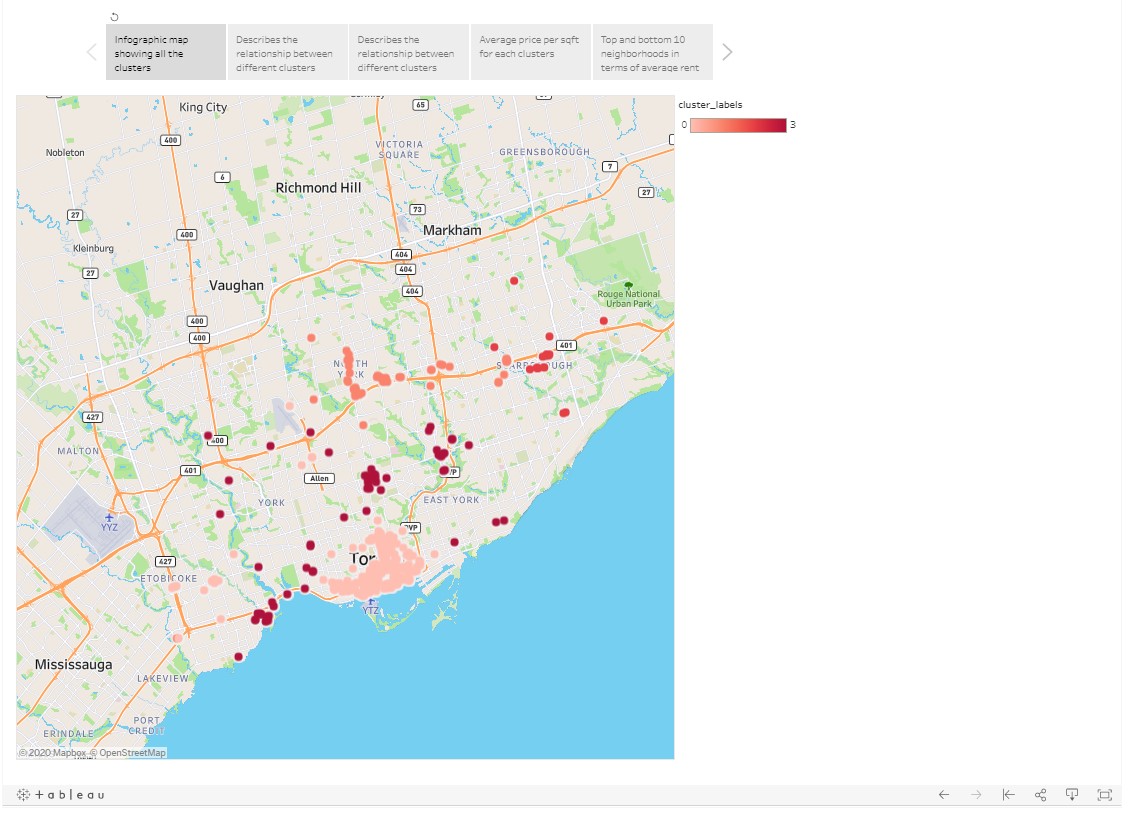 Infographic map
showing all the
clusters
Describes the
relationship between
different clusters
Describes the
relationship between
different clusters
Average price per sqft
for each clusters
Top and bottom 10
neighborhoods in
terms of average rent
cluster_labels
0
3
King City
65
400
Nobleton
VICTORIA
SQUARE
GREENSBOROUGH
7
6
Richmond Hill
27
27
73
Markham
400
Kleinburg
404
27
404
Vaughan
404
Rouge National
Urban Park
400
400
401
NORTH
YORK
SCARBOROUGH
427
400
MALTON
401
Allen
YORK
EAST YORK
YYZ
427
Tor
ETOBICOKE
YTZ
Mississauga
LAKEVIEW
PORT
CREDIT
ERINDALE
© 2020 Mapbox © OpenStreetMap
+ a b | e a u